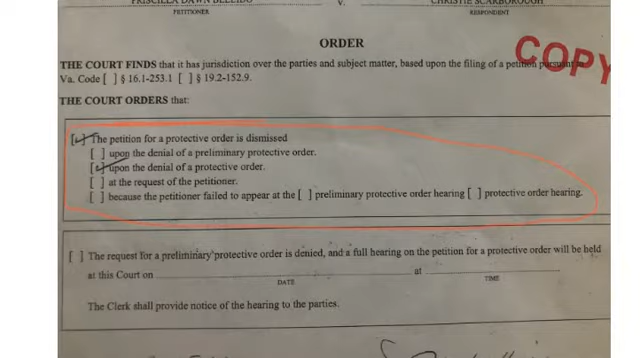 PRISCILLA DAWN
v.
CHRISTIE SCARBOROUGH
PETITIONER
RESPONDENT
ORDER
COPY
THE COURT FINDS that it has jurisdiction over the parties and subject matter, based upon the filing of a petition pursuant to
Va. Code [ ] § 16.1-253.1 [ ] § 19.2-152.9.
THE COURT ORDERS that:
[✓] The petition for a protective order is dismissed
[ ] upon the denial of a preliminary protective order.
[✓] upon the denial of a protective order.
[ ] at the request of the petitioner.
[ ] because the petitioner failed to appear at the [ ] preliminary protective order hearing [ ] protective order hearing.
[ ] The request for a preliminary protective order is denied, and a full hearing on the petition for a protective order will be held
at this Court on
at
DATE
TIME
The Clerk shall provide notice of the hearing to the parties.